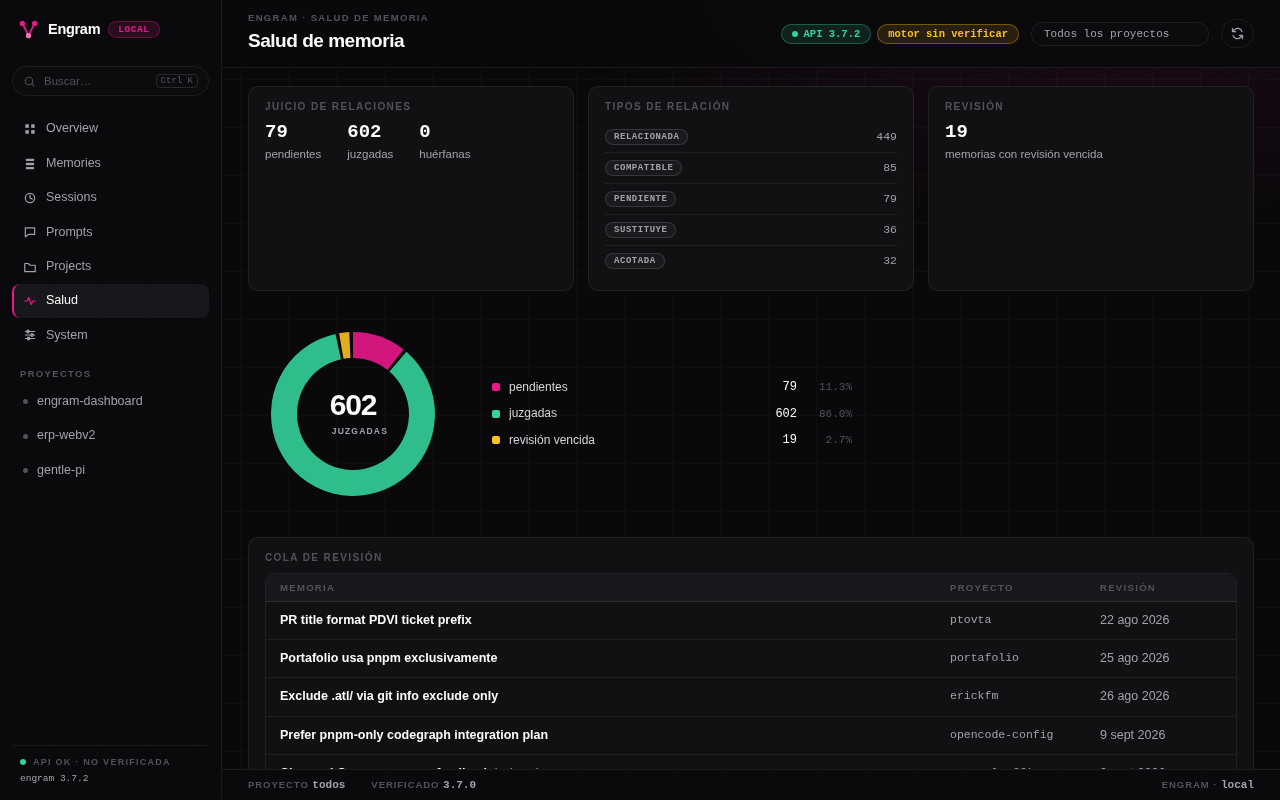 Engram LOCAL
Buscar… Ctrl K
Overview
Memories
Sessions
Prompts
Projects
Salud
System
PROYECTOS
engram-dashboard
erp-webv2
gentle-pi
API OK · NO VERIFICADA
engram 3.7.2
ENGRAM · SALUD DE MEMORIA
Salud de memoria
API 3.7.2
motor sin verificar
Todos los proyectos
JUICIO DE RELACIONES
79 602 0
pendientes juzgadas huérfanas
TIPOS DE RELACIÓN
RELACIONADA 449
COMPATIBLE 85
PENDIENTE 79
SUSTITUYE 36
ACOTADA 32
REVISIÓN
19
memorias con revisión vencida
602
JUZGADAS
pendientes 79 11.3%
juzgadas 602 86.0%
revisión vencida 19 2.7%
COLA DE REVISIÓN
MEMORIA PROYECTO REVISIÓN
PR title format PDVI ticket prefix ptovta 22 ago 2026
Portafolio usa pnpm exclusivamente portafolio 25 ago 2026
Exclude .atl/ via git info exclude only erickfm 26 ago 2026
Prefer pnpm-only codegraph integration plan opencode-config 9 sept 2026
PROYECTO todos VERIFICADO 3.7.0 ENGRAM · local